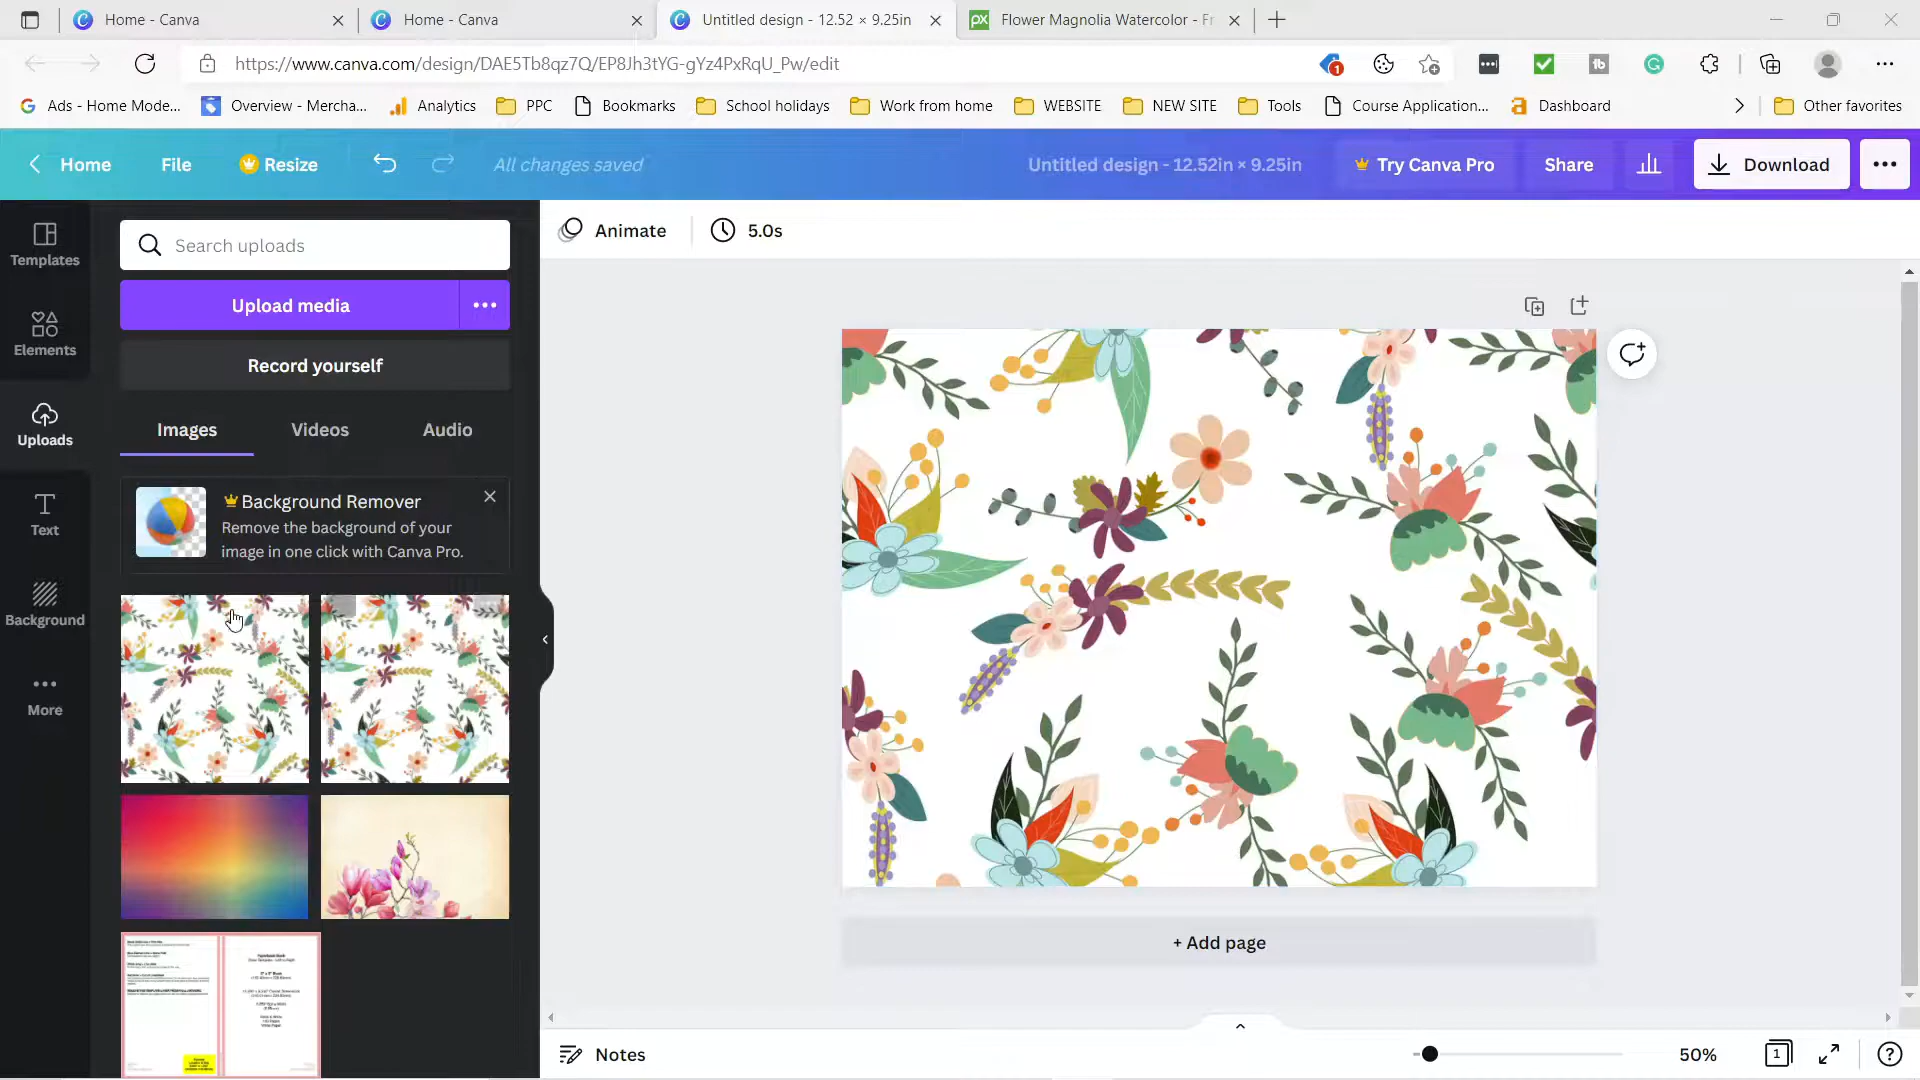 Home - Canva
Home - Canva
Untitled design - 12.52 × 9.25in
Flower Magnolia Watercolor - Fr
https://www.canva.com/design/DAE5Tb8qz7Q/EP8Jh3tYG-gYz4PxRqU_Pw/edit
1
Ads - Home Mode...
Overview - Mercha...
Analytics
PPC
Bookmarks
School holidays
Work from home
WEBSITE
NEW SITE
Tools
Course Application...
Dashboard
Other favorites
Home
File
Resize
All changes saved
Untitled design - 12.52in × 9.25in
Try Canva Pro
Share
Download
Templates
Elements
Uploads
Text
Background
More
Search uploads
Upload media
Record yourself
Images
Videos
Audio
Background Remover
Remove the background of your
image in one click with Canva Pro.
Animate
5.0s
+ Add page
Notes
50%
1